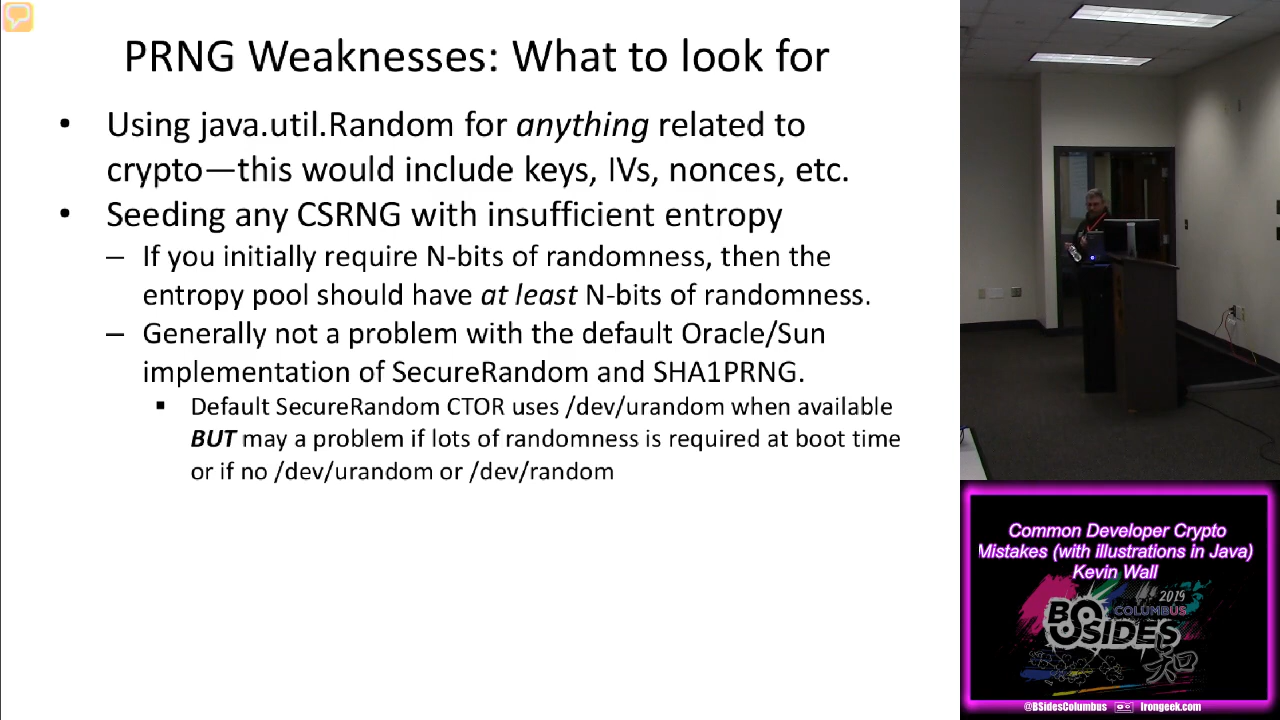 PRNG Weaknesses: What to look for
• Using java.util.Random for anything related to
crypto—this would include keys, IVs, nonces, etc.
• Seeding any CSRNG with insufficient entropy
– If you initially require N-bits of randomness, then the
entropy pool should have at least N-bits of randomness.
– Generally not a problem with the default Oracle/Sun
implementation of SecureRandom and SHA1PRNG.
▪ Default SecureRandom CTOR uses /dev/urandom when available
BUT may a problem if lots of randomness is required at boot time
or if no /dev/urandom or /dev/random
Common Developer Crypto
Mistakes (with illustrations in Java)
Kevin Wall
2019
BSIDES
COLUMBUS
@BSidesColumbus
Irongeek.com